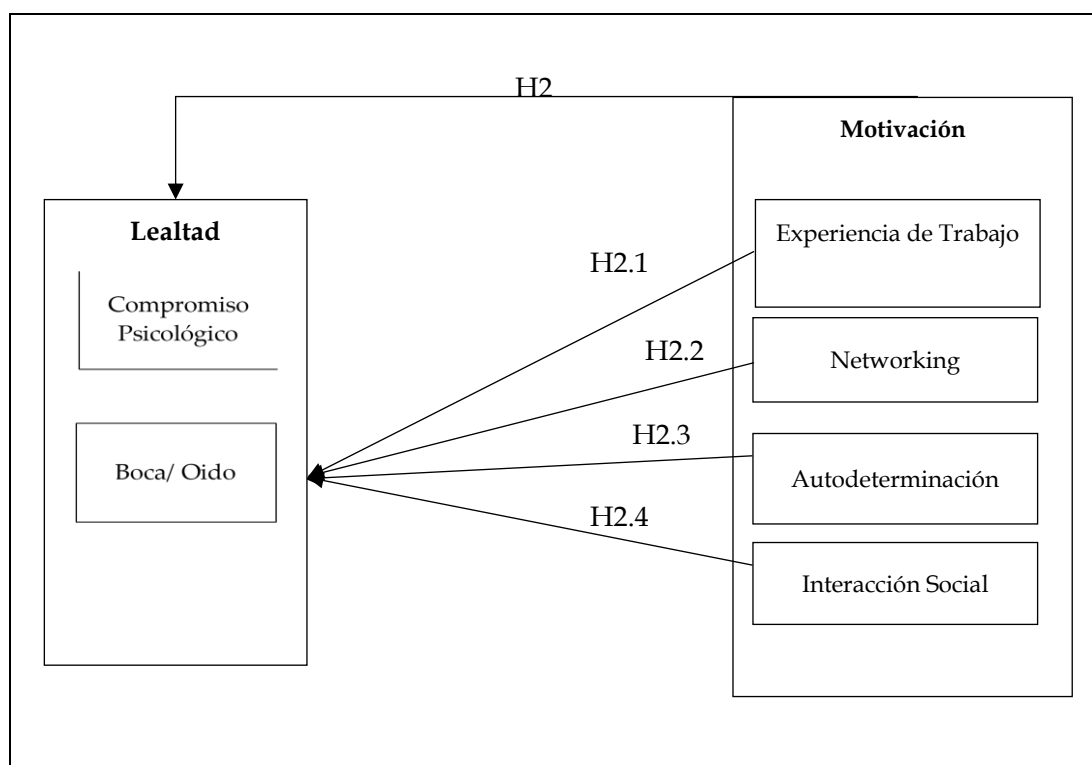 H2
Motivación
Lealtad
Experiencia de Trabajo
H2.1
Compromiso
Psicológico
H2.2
Networking
H2.3
Boca/ Oido
Autodeterminación
H2.4
Interacción Social